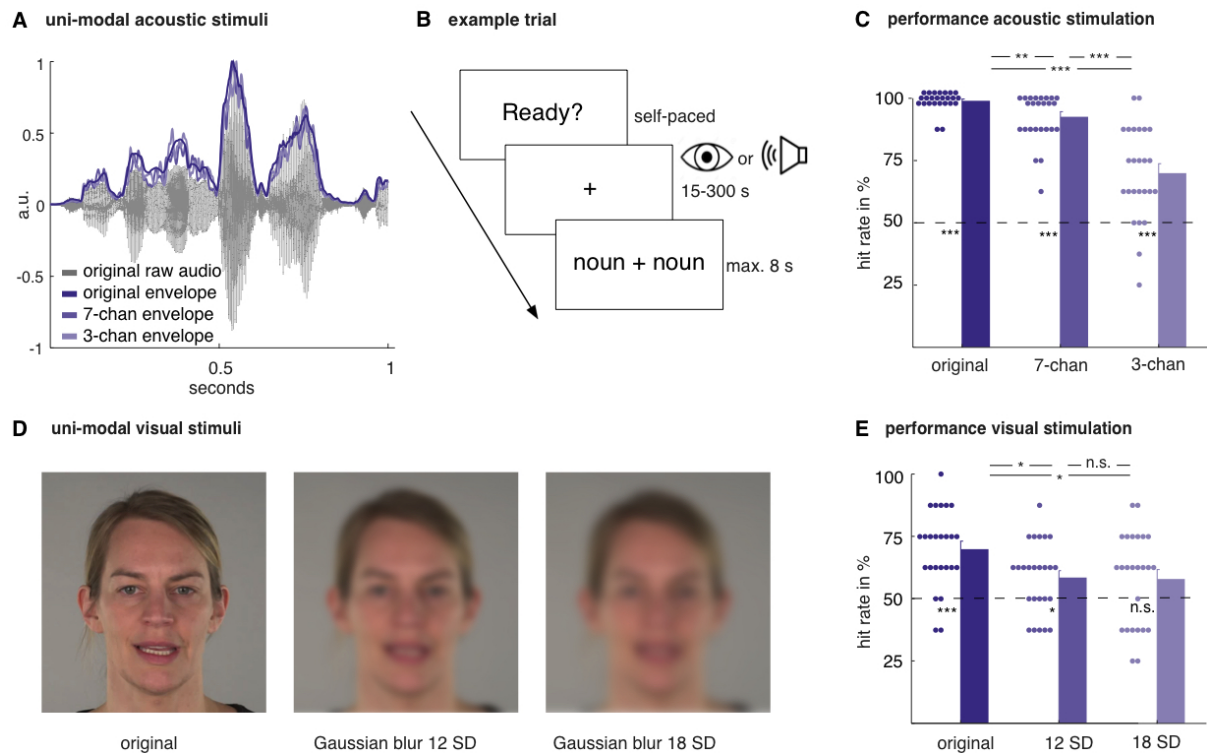 A uni-modal acoustic stimuli
1
0.5
0
-0.5
-1
a.u.
original raw audio
original envelope
7-chan envelope
3-chan envelope
0.5
1
seconds
B example trial
Ready?
self-paced
+
or
15-300 s
noun + noun
max. 8 s
C performance acoustic stimulation
** ***
***
100
75
50
25
hit rate in %
*** *** ***
original 7-chan 3-chan
D uni-modal visual stimuli
original Gaussian blur 12 SD Gaussian blur 18 SD
E performance visual stimulation
* n.s.
*
100
75
50
25
hit rate in %
*** * n.s.
original 12 SD 18 SD